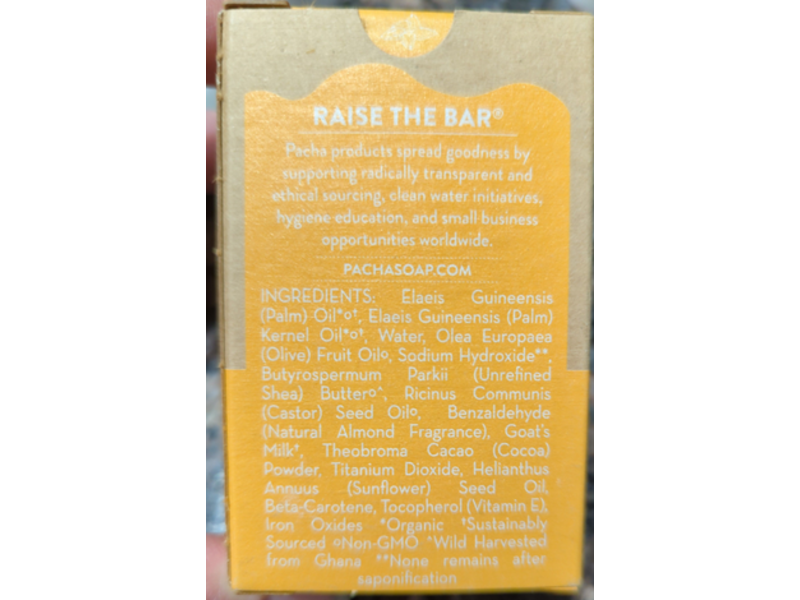 RAISE THE BAR®
Pacha products spread goodness by
supporting radically transparent and
ethical sourcing, clean water initiatives,
hygiene education, and small business
opportunities worldwide.
PACHASOAP.COM
INGREDIENTS: Elaeis Guineensis
(Palm) Oil*o†, Elaeis Guineensis (Palm)
Kernel Oil*o†, Water, Olea Europaea
(Olive) Fruit Oilo, Sodium Hydroxide**,
Butyrospermum Parkii (Unrefined
Shea) Buttero^, Ricinus Communis
(Castor) Seed Oilo, Benzaldehyde
(Natural Almond Fragrance), Goat's
Milk†, Theobroma Cacao (Cocoa)
Powder, Titanium Dioxide, Helianthus
Annuus (Sunflower) Seed Oil,
Beta-Carotene, Tocopherol (Vitamin E),
Iron Oxides *Organic †Sustainably
Sourced oNon-GMO ^Wild Harvested
from Ghana **None remains after
saponification